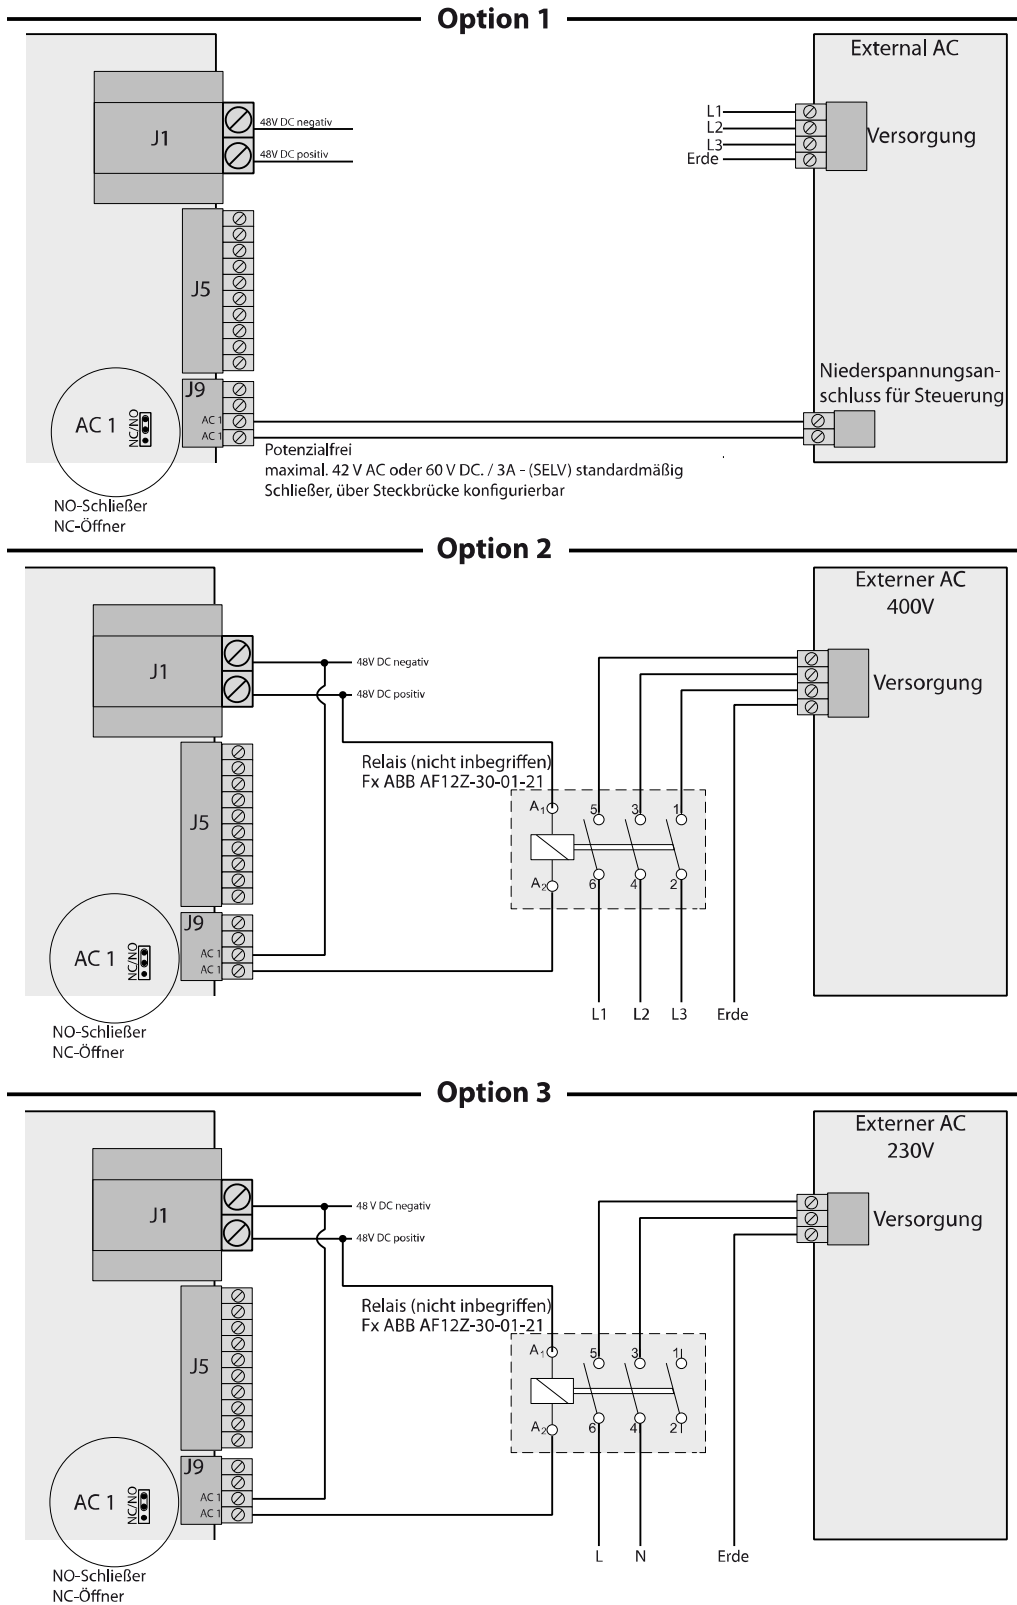 Option 1
External AC
L1
L2
L3
Erde
Versorgung
J1
48V DC negativ
48V DC positiv
J5
J9
AC 1
AC 1
AC 1
NC/NO
Niederspannungsan-
schluss für Steuerung
Potenzialfrei
maximal. 42 V AC oder 60 V DC. / 3A - (SELV) standardmäßig
Schließer, über Steckbrücke konfigurierbar
NO-Schließer
NC-Öffner
Option 2
Externer AC
400V
Versorgung
J1
48V DC negativ
48V DC positiv
Relais (nicht inbegriffen)
Fx ABB AF12Z-30-01-21
A1
5
3
1
A2
6
4
2
J5
J9
AC 1
AC 1
AC 1
NC/NO
L1
L2
L3
Erde
NO-Schließer
NC-Öffner
Option 3
Externer AC
230V
Versorgung
J1
48 V DC negativ
48V DC positiv
Relais (nicht inbegriffen)
Fx ABB AF12Z-30-01-21
A1
5
3
1
A2
6
4
2
J5
J9
AC 1
AC 1
AC 1
NC/NO
L
N
Erde
NO-Schließer
NC-Öffner